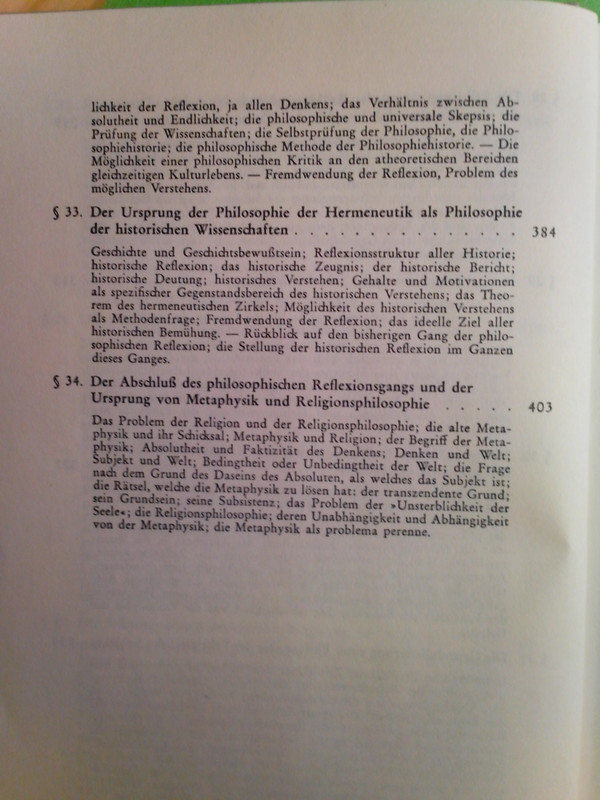 lichkeit der Reflexion, ja allen Denkens; das Verhältnis zwischen Ab-
solutheit und Endlichkeit; die philosophische und universale Skepsis; die
Prüfung der Wissenschaften; die Selbstprüfung der Philosophie, die Philo-
sophiehistorie; die philosophische Methode der Philosophiehistorie. — Die
Möglichkeit einer philosophischen Kritik an den atheoretischen Bereichen
gleichzeitigen Kulturlebens. — Fremdwendung der Reflexion, Problem des
möglichen Verstehens.
§ 33. Der Ursprung der Philosophie der Hermeneutik als Philosophie
der historischen Wissenschaften . . . . . . . . . . . . . . . 384
Geschichte und Geschichtsbewußtsein; Reflexionsstruktur aller Historie;
historische Reflexion; das historische Zeugnis; der historische Bericht;
historische Deutung; historisches Verstehen; Gehalte und Motivationen
als spezifischer Gegenstandsbereich des historischen Verstehens; das Theo-
rem des hermeneutischen Zirkels; Möglichkeit des historischen Verstehens
als Methodenfrage; Fremdwendung der Reflexion; das ideelle Ziel aller
historischen Bemühung. — Rückblick auf den bisherigen Gang der philo-
sophischen Reflexion; die Stellung der historischen Reflexion im Ganzen
dieses Ganges.
§ 34. Der Abschluß des philosophischen Reflexionsgangs und der
Ursprung von Metaphysik und Religionsphilosophie . . . . . 403
Das Problem der Religion und der Religionsphilosophie; die alte Meta-
physik und ihr Schicksal; Metaphysik und Religion; der Begriff der Meta-
physik; Absolutheit und Faktizität des Denkens; Denken und Welt;
Subjekt und Welt; Bedingtheit oder Unbedingtheit der Welt; die Frage
nach dem Grund des Daseins des Absoluten, als welches das Subjekt ist;
die Rätsel, welche die Metaphysik zu lösen hat: der transzendente Grund;
sein Grundsein; seine Subsistenz; das Problem der »Unsterblichkeit der
Seele«; die Religionsphilosophie; deren Unabhängigkeit und Abhängigkeit
von der Metaphysik; die Metaphysik als problema perenne.